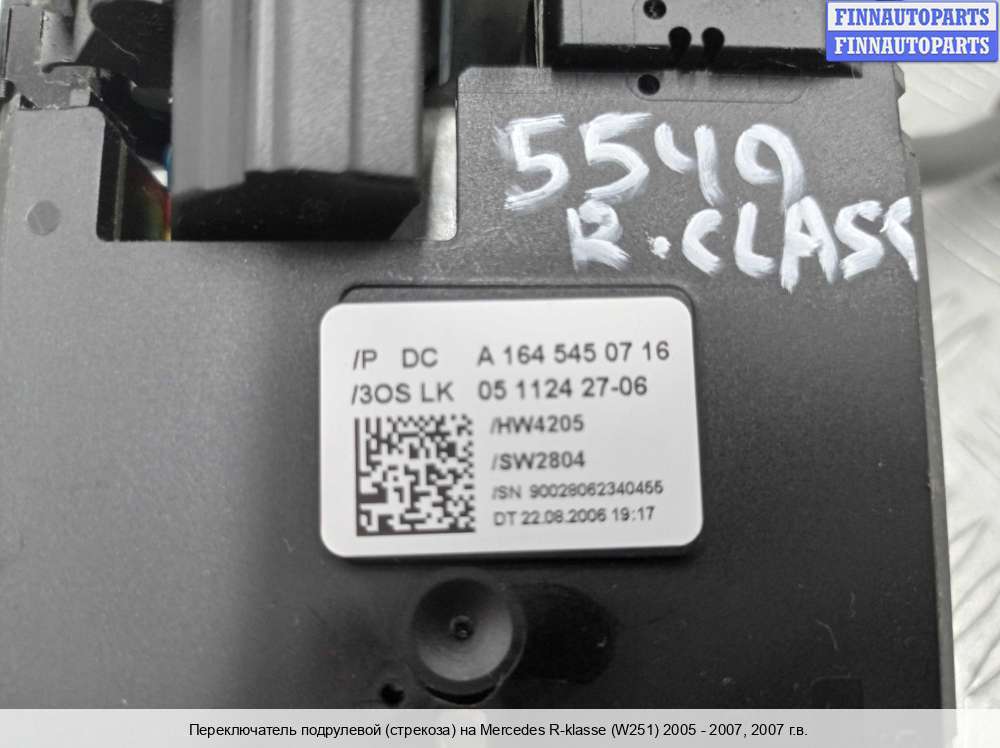 FINNAUTOPARTS
FINNAUTOPARTS
5549
R.CLASS
/P DC A 164 545 07 16
/3OS LK 05 1124 27-06
/HW4205
/SW2804
/SN 90028062340455
DT 22.08.2006 19:17
Переключатель подрулевой (стрекоза) на Mercedes R-klasse (W251) 2005 - 2007, 2007 г.в.